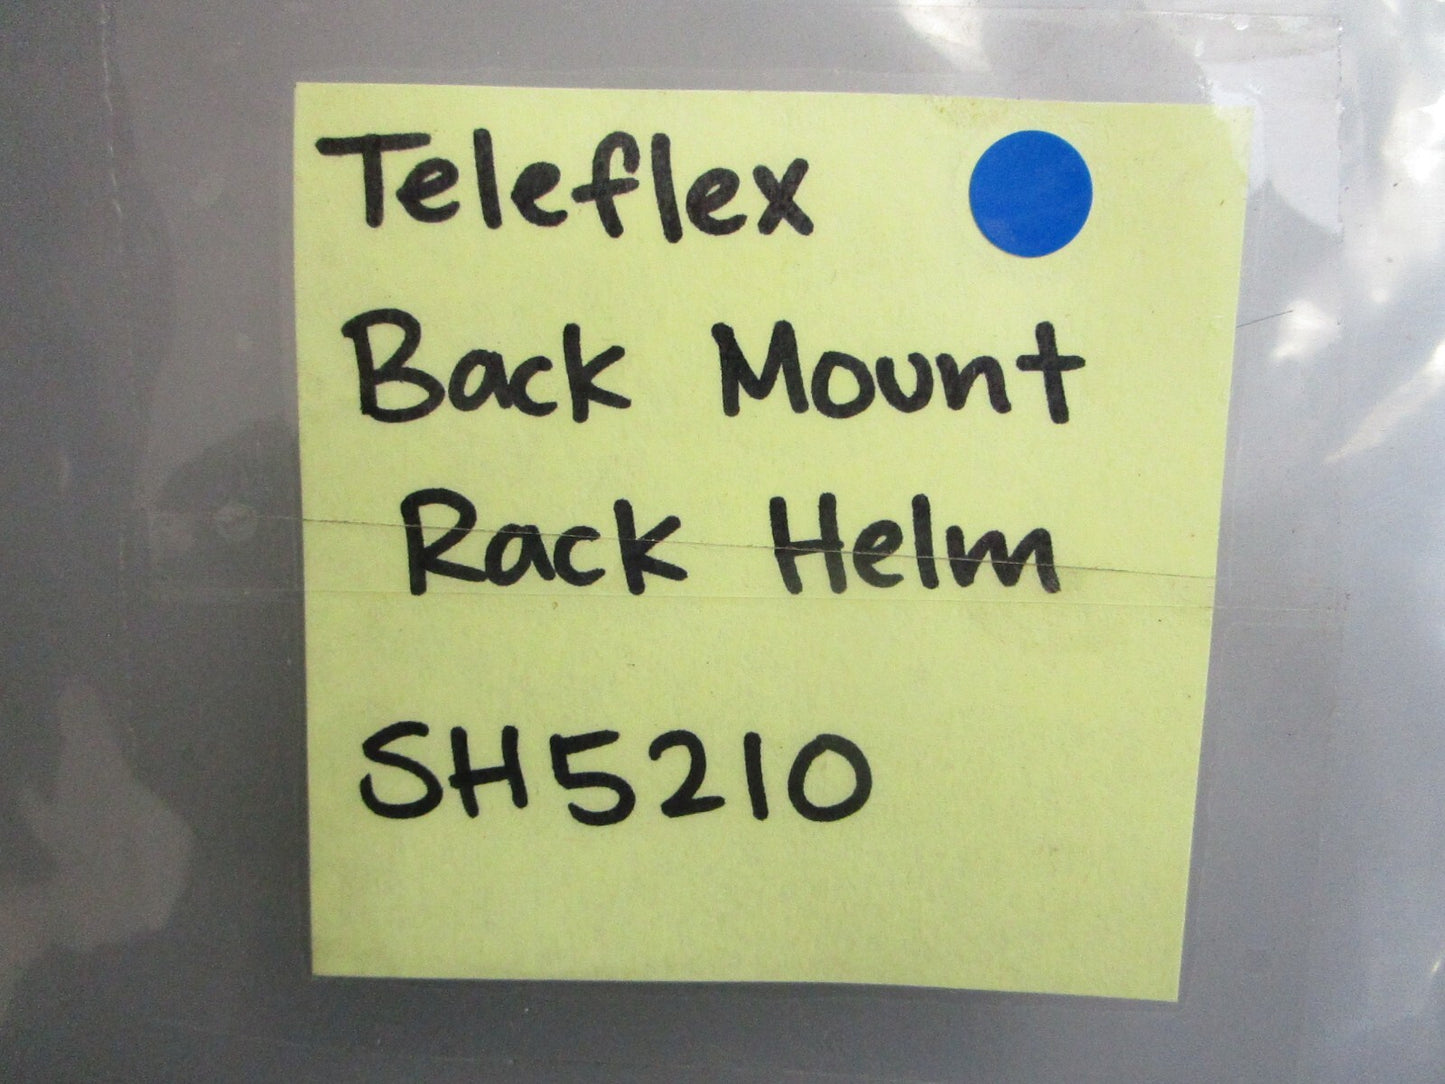 Teleflex
Back Mount
Rack Helm
SH5210